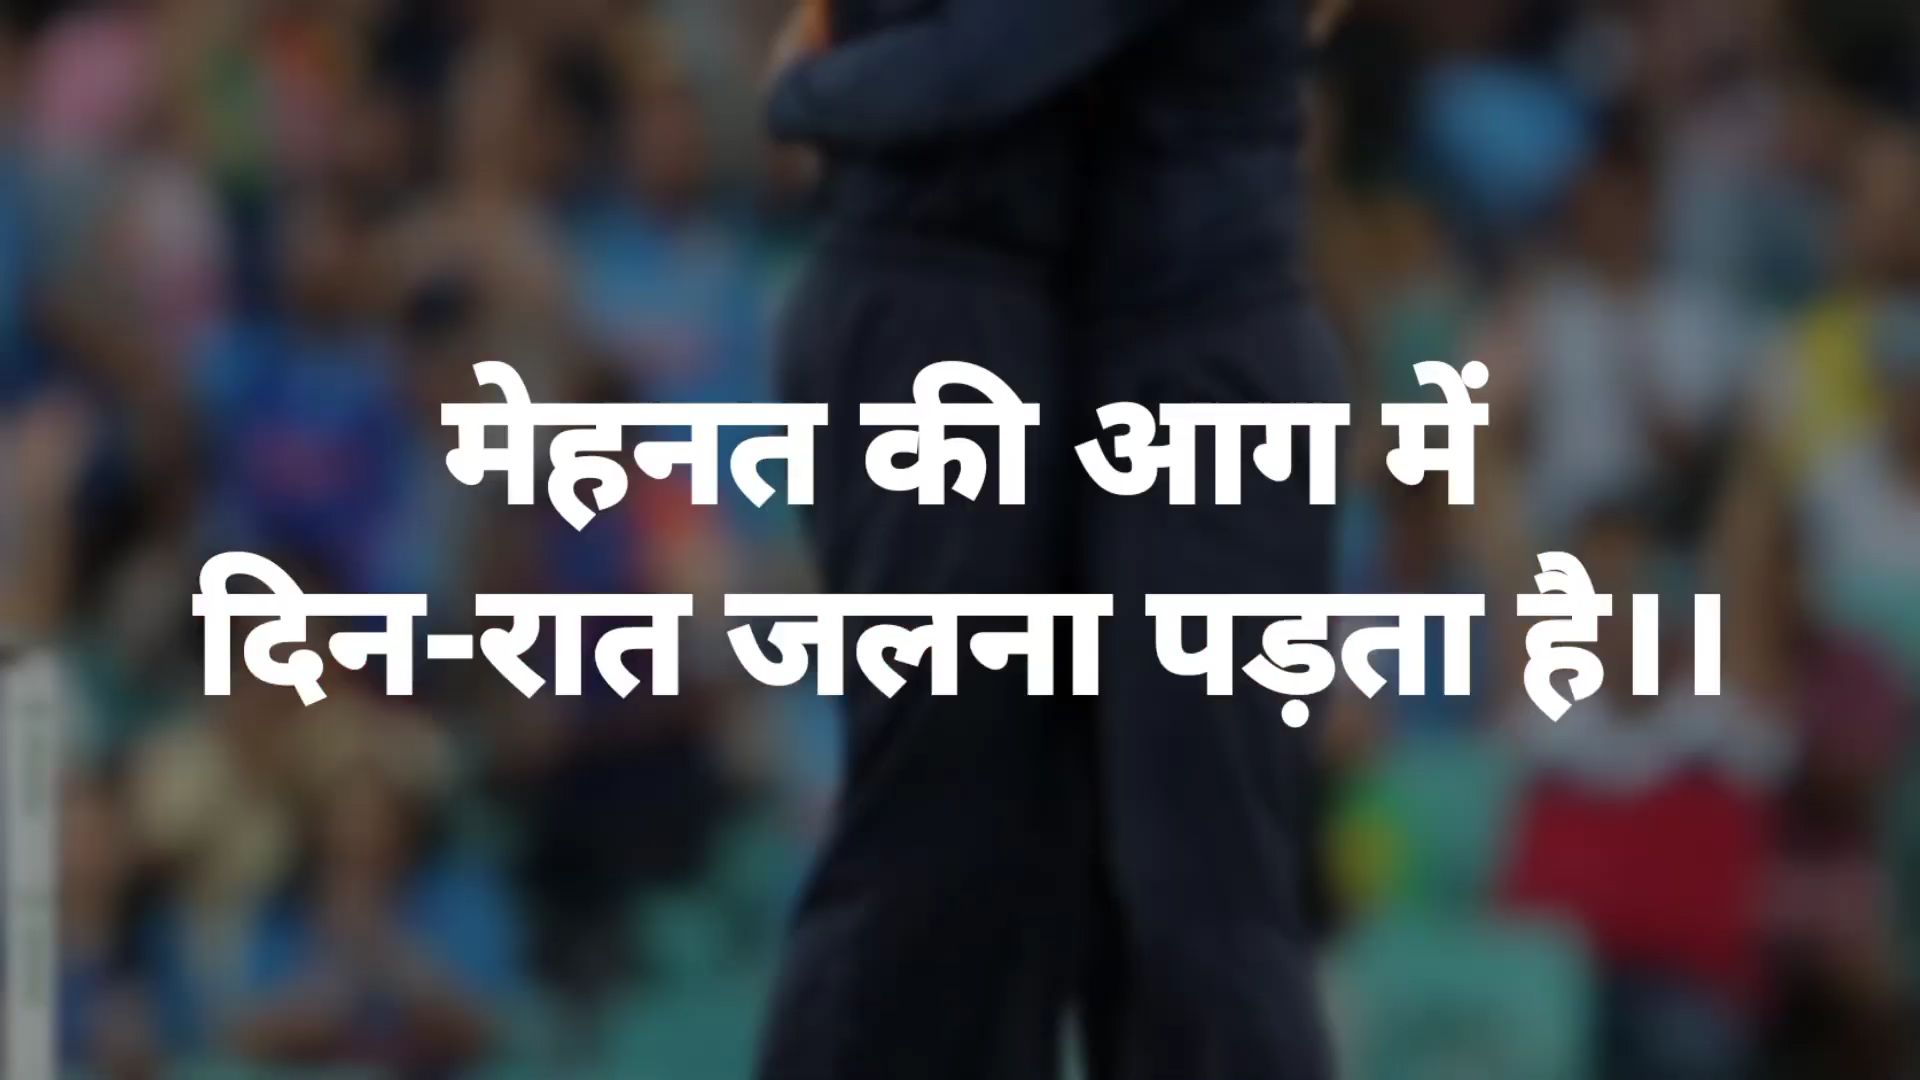 मेहनत की आग में
दिन-रात जलना पड़ता है।।